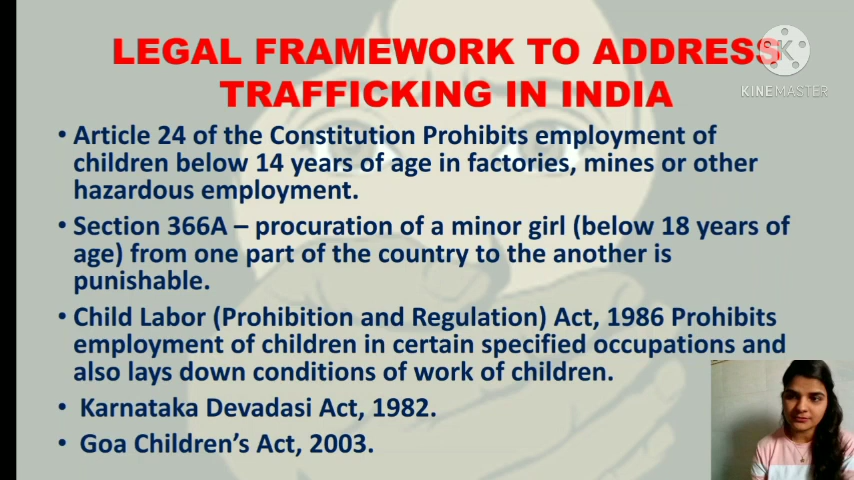 LEGAL FRAMEWORK TO ADDRESS
TRAFFICKING IN INDIA
KINEMASTER
• Article 24 of the Constitution Prohibits employment of
children below 14 years of age in factories, mines or other
hazardous employment.
• Section 366A – procuration of a minor girl (below 18 years of
age) from one part of the country to the another is
punishable.
• Child Labor (Prohibition and Regulation) Act, 1986 Prohibits
employment of children in certain specified occupations and
also lays down conditions of work of children.
• Karnataka Devadasi Act, 1982.
• Goa Children's Act, 2003.